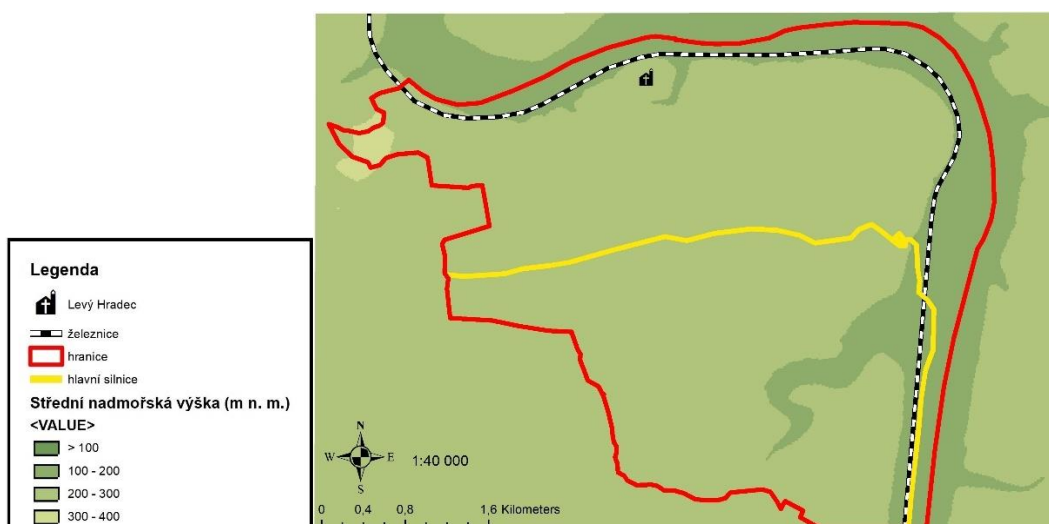 Legenda
Levý Hradec
železnice
hranice
hlavní silnice
Střední nadmořská výška (m n. m.)
<VALUE>
> 100
100 - 200
200 - 300
300 - 400
N
W E
S
1:40 000
0 0,4 0,8 1,6 Kilometers